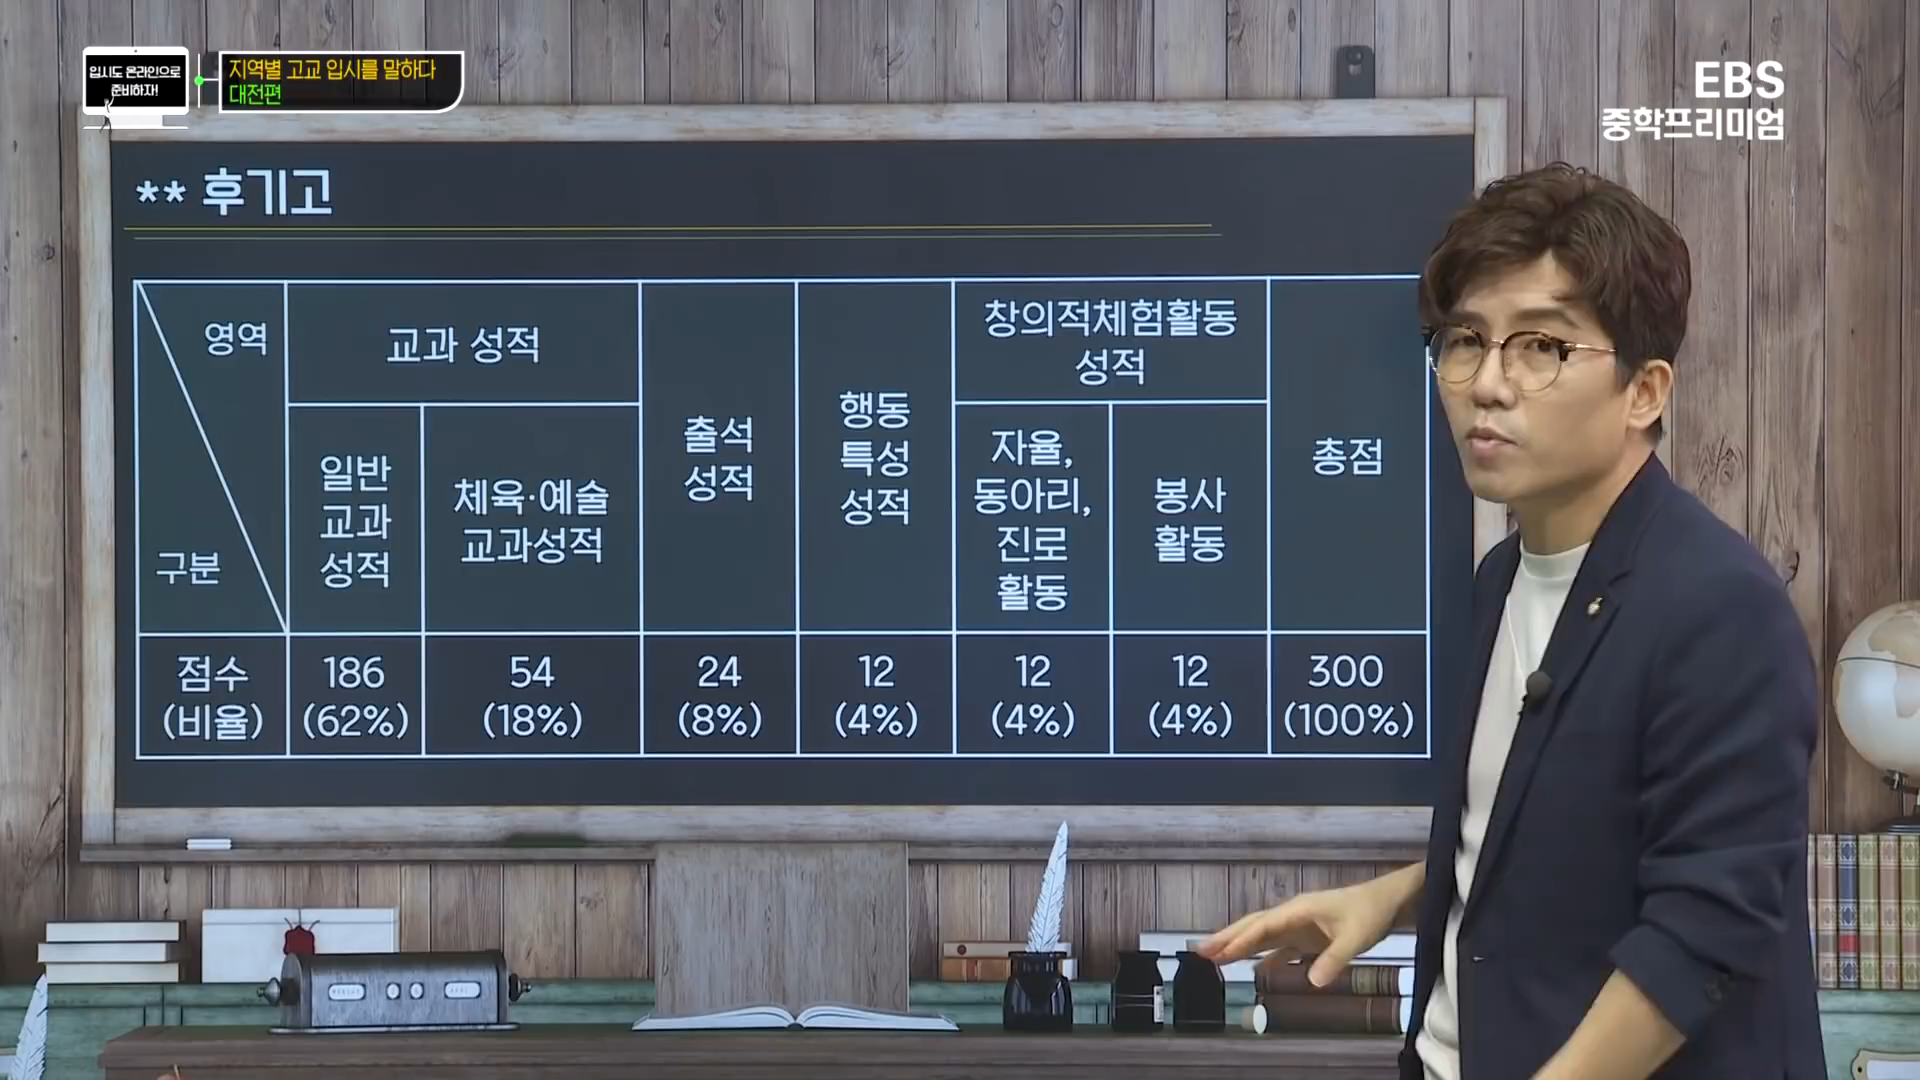 입시도 온라인으로
준비하자!
지역별 고교 입시를 말하다
대전편
EBS
중학프리미엄
** 후기고
영역
구분
교과 성적
일반
교과
성적
체육·예술
교과성적
출석
성적
행동
특성
성적
창의적체험활동
성적
자율,
동아리,
진로
활동
봉사
활동
총점
점수 186 54 24 12 12 12 300
(비율) (62%) (18%) (8%) (4%) (4%) (4%) (100%)